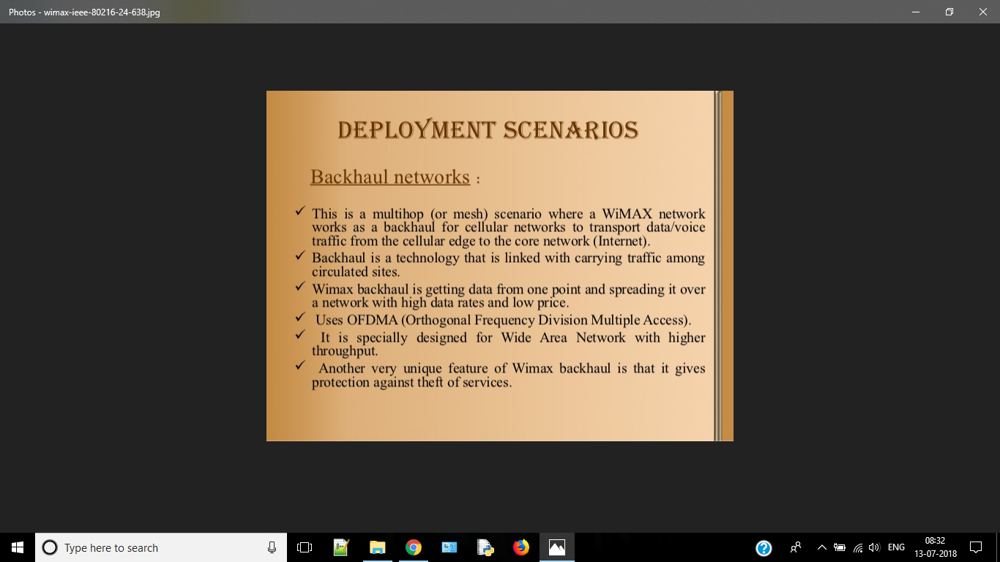 Photos - wimax-ieee-80216-24-638.jpg
DEPLOYMENT SCENARIOS
Backhaul networks :
This is a multihop (or mesh) scenario where a WiMAX network
works as a backhaul for cellular networks to transport data/voice
traffic from the cellular edge to the core network (Internet).
Backhaul is a technology that is linked with carrying traffic among
circulated sites.
Wimax backhaul is getting data from one point and spreading it over
a network with high data rates and low price.
Uses OFDMA (Orthogonal Frequency Division Multiple Access).
It is specially designed for Wide Area Network with higher
throughput.
Another very unique feature of Wimax backhaul is that it gives
protection against theft of services.
Type here to search
ENG
08:32
13-07-2018